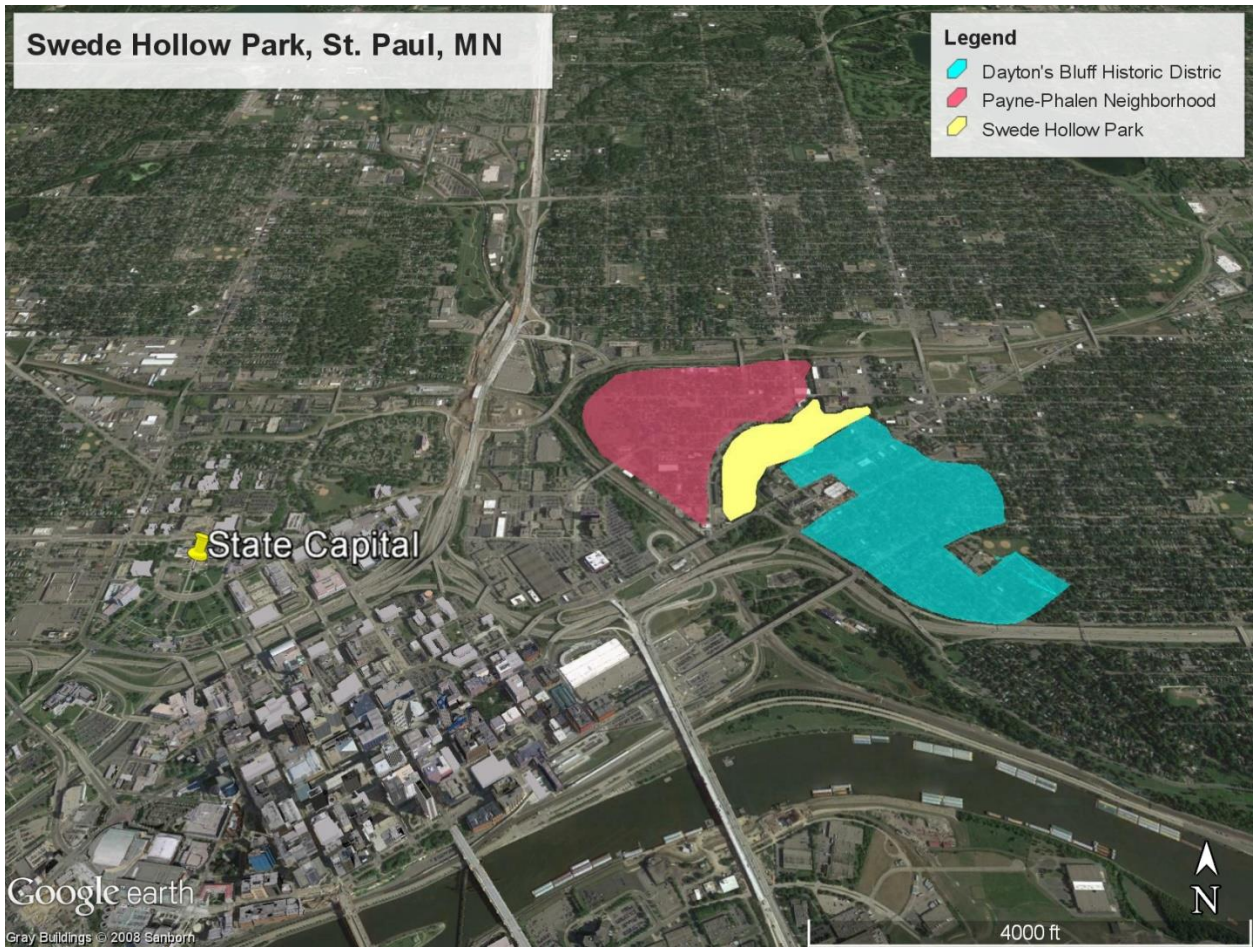 Swede Hollow Park, St. Paul, MN
Legend
Dayton's Bluff Historic Distric
Payne-Phalen Neighborhood
Swede Hollow Park
State Capital
Google earth
Gray Buildings © 2008 Sanborn
4000 ft
N